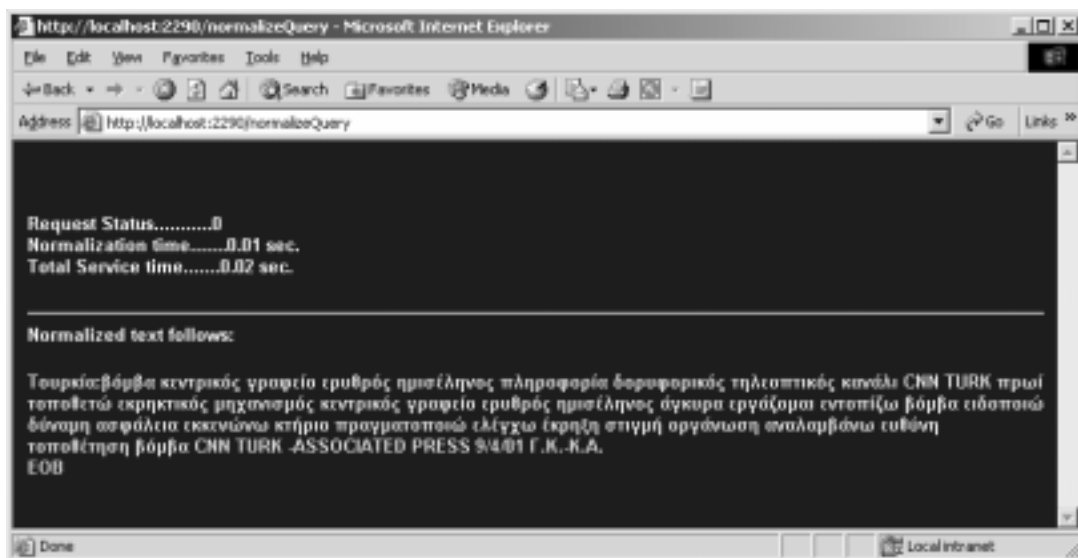 http://localhost:2290/normalizeQuery - Microsoft Internet Explorer
File Edit View Favorites Tools Help
Back Search Favorites Media
Address http://localhost:2290/normalizeQuery Go Links »
Request Status...........0
Normalization time.......0.01 sec.
Total Service time.......0.02 sec.
Normalized text follows:
Τουρκία:βόμβα κεντρικός γραφείο ερυθρός ημισέληνος πληροφορία δορυφορικός τηλεοπτικός κανάλι CNN TURK πρωί
τοποθετώ εκρηκτικός μηχανισμός κεντρικός γραφείο ερυθρός ημισέληνος άγκυρα εργάζομαι εντοπίζω βόμβα ειδοποιώ
δύναμη ασφάλεια εκκενώνω κτήριο πραγματοποιώ ελέγχω έκρηξη στιγμή οργάνωση αναλαμβάνω ευθύνη
τοποθέτηση βόμβα CNN TURK -ASSOCIATED PRESS 9/4/01 Γ.Κ.-Κ.Α.
EOB
Done Local intranet